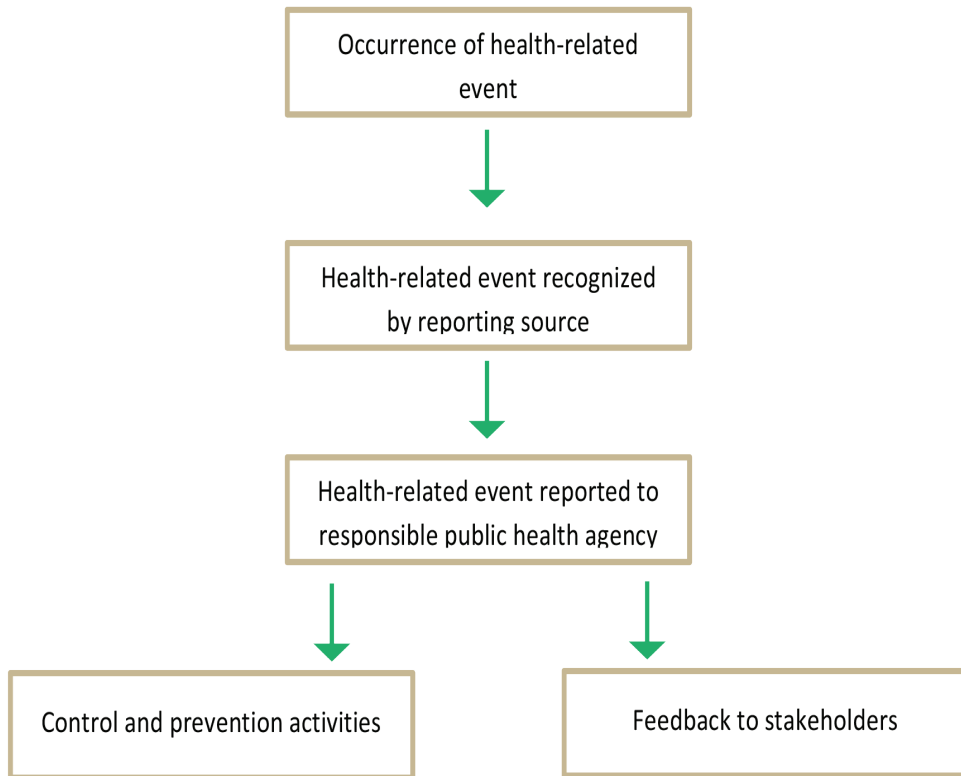 Occurrence of health-related
event
Health-related event recognized
by reporting source
Health-related event reported to
responsible public health agency
Control and prevention activities
Feedback to stakeholders